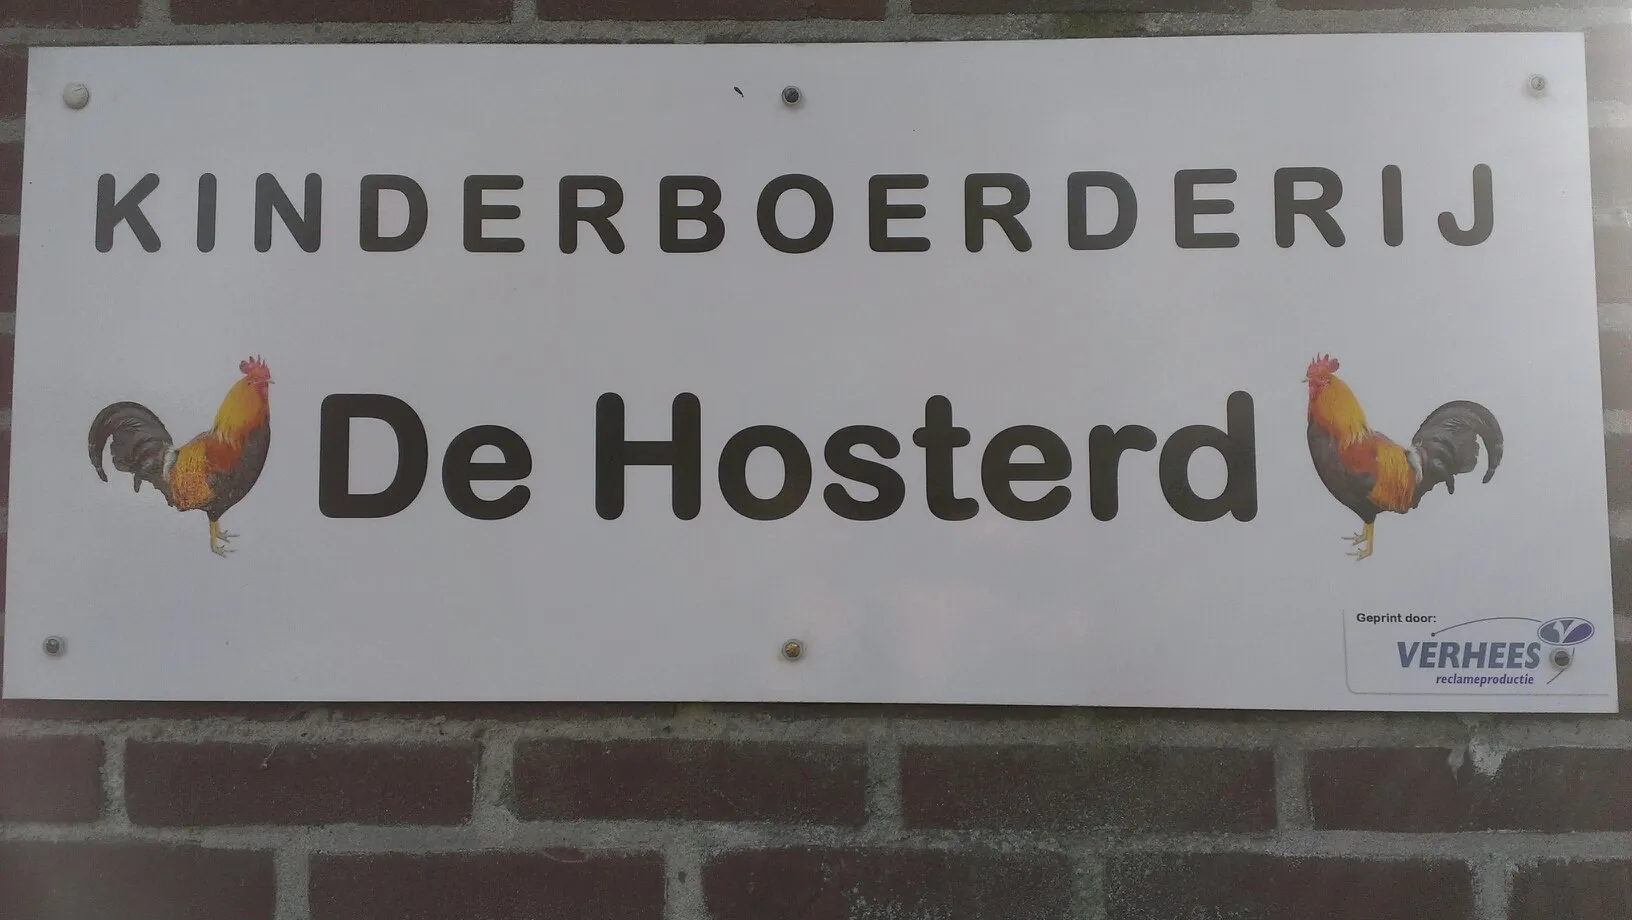 KINDERBOERDERIJ
De Hosterd
Geprint door:
VERHEES
reclameproductie